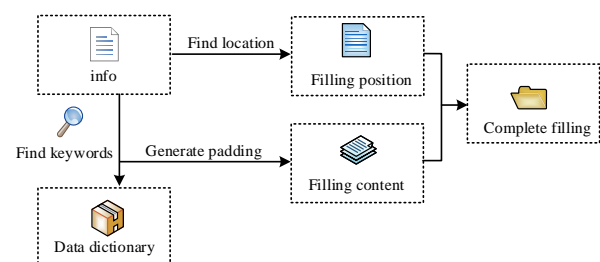 Find location
info
Filling position
Complete filling
Find keywords
Generate padding
Filling content
Data dictionary